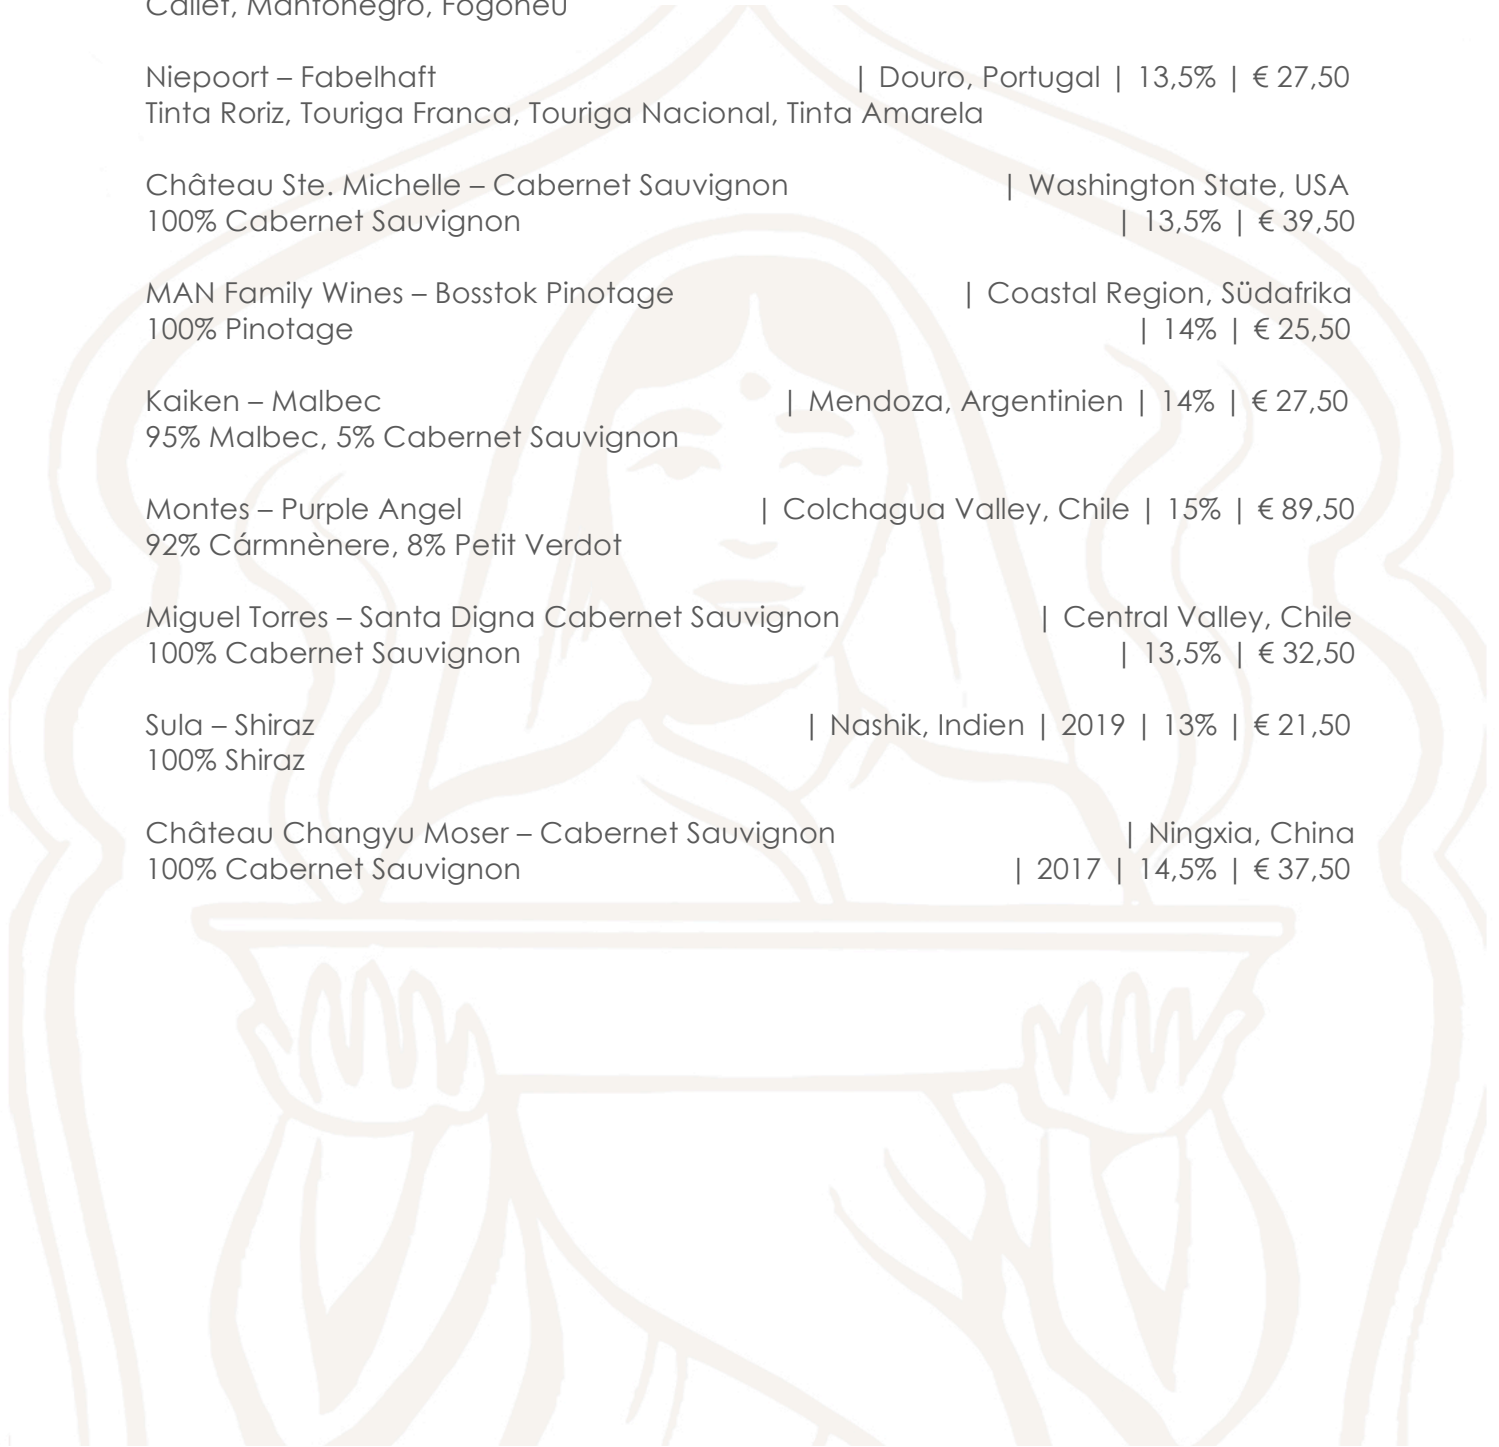 Callet, Mantonegro, Fogoneu
Niepoort – Fabelhaft | Douro, Portugal | 13,5% | € 27,50
Tinta Roriz, Touriga Franca, Touriga Nacional, Tinta Amarela
Château Ste. Michelle – Cabernet Sauvignon | Washington State, USA
100% Cabernet Sauvignon | 13,5% | € 39,50
MAN Family Wines – Bosstok Pinotage | Coastal Region, Südafrika
100% Pinotage | 14% | € 25,50
Kaiken – Malbec | Mendoza, Argentinien | 14% | € 27,50
95% Malbec, 5% Cabernet Sauvignon
Montes – Purple Angel | Colchagua Valley, Chile | 15% | € 89,50
92% Cármnènere, 8% Petit Verdot
Miguel Torres – Santa Digna Cabernet Sauvignon | Central Valley, Chile
100% Cabernet Sauvignon | 13,5% | € 32,50
Sula – Shiraz | Nashik, Indien | 2019 | 13% | € 21,50
100% Shiraz
Château Changyu Moser – Cabernet Sauvignon | Ningxia, China
100% Cabernet Sauvignon | 2017 | 14,5% | € 37,50